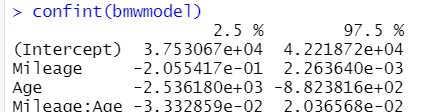 > confint(bmwmodel)
2.5 % 97.5 %
(Intercept) 3.753067e+04 4.221872e+04
Mileage -2.055417e-01 2.263640e-03
Age -2.536180e+03 -8.823816e+02
Mileage:Age -3.332859e-02 2.036568e-02